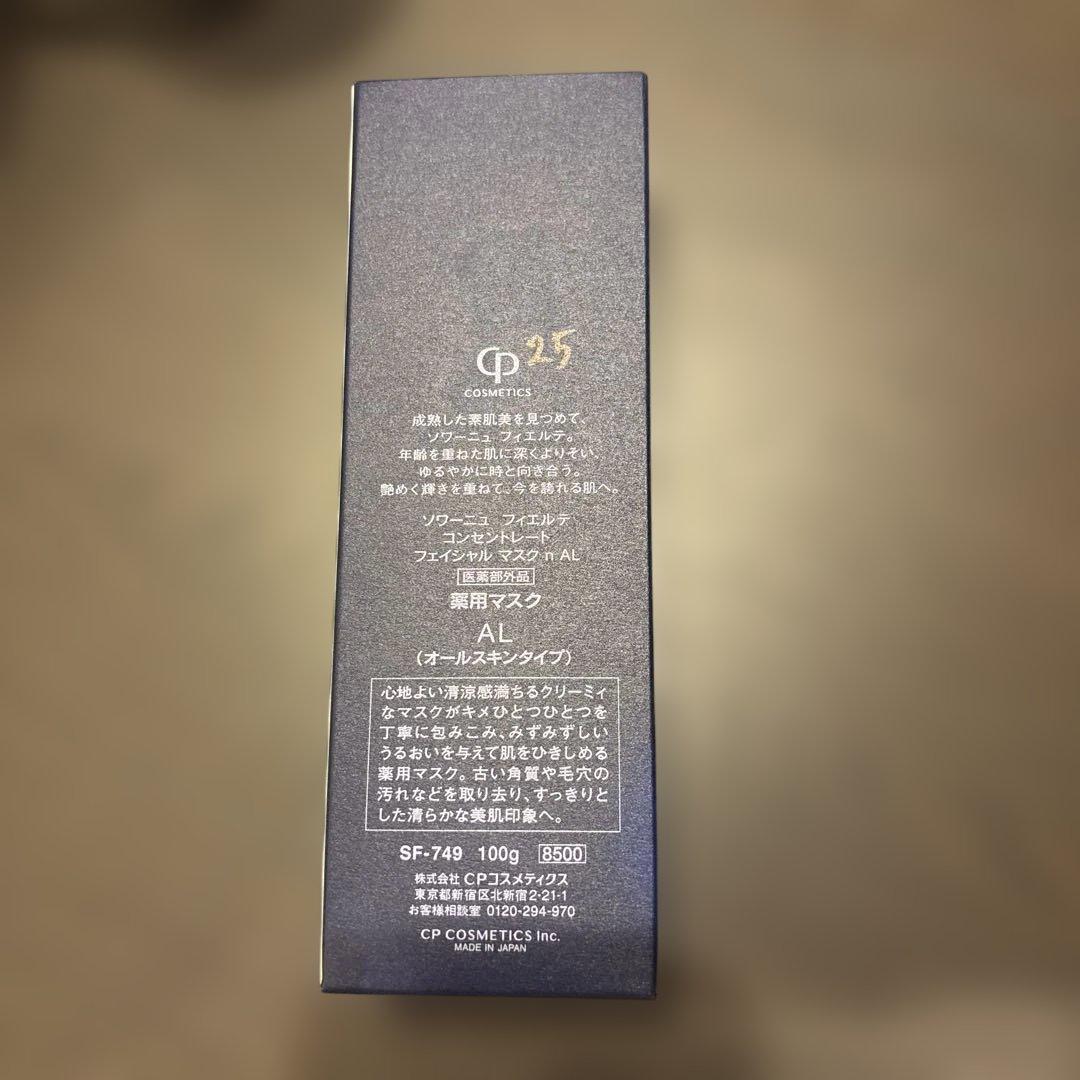 CP 25
COSMETICS
成熟した素肌美を見つめて、
ソワーニュ フィエルテ。
年齢を重ねた肌に深くよりそい、
ゆるやかに時と向き合う。
艶めく輝きを重ねて、今を誇れる肌へ。
ソワーニュ フィエルテ
コンセントレート
フェイシャル マスク n AL
医薬部外品
薬用マスク
AL
(オールスキンタイプ)
心地よい清涼感満ちるクリーミィ
なマスクがキメひとつひとつを
丁寧に包みこみ、みずみずしい
うるおいを与えて肌をひきしめる
薬用マスク。古い角質や毛穴の
汚れなどを取り去り、すっきりと
した清らかな美肌印象へ。
SF-749 100g 8500
株式会社 CPコスメティクス
東京都新宿区北新宿2-21-1
お客様相談室 0120-294-970
CP COSMETICS Inc.
MADE IN JAPAN